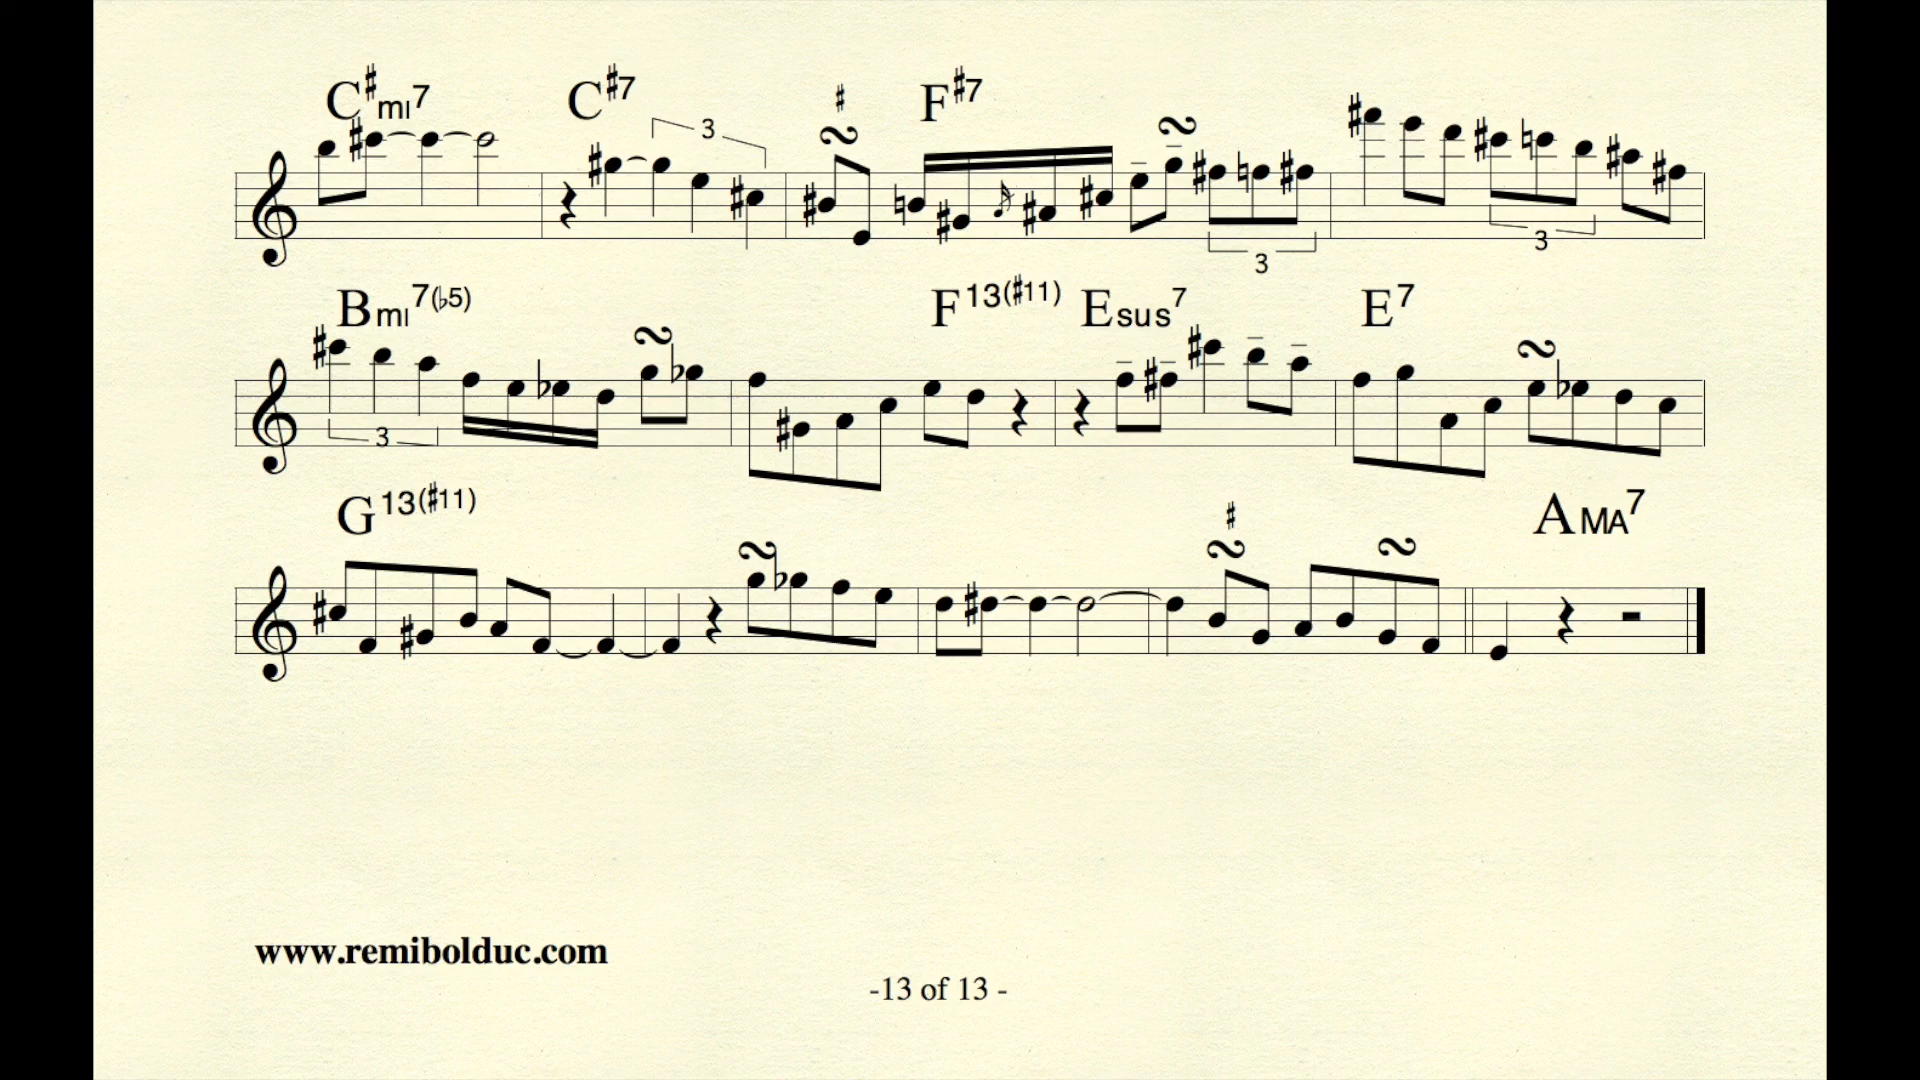 C♯mi7 C♯7 F♯7
3 3 3
Bmi7(♭5) F13(♯11) Esus7 E7
3
G13(♯11) AMA7
www.remibolduc.com
-13 of 13 -